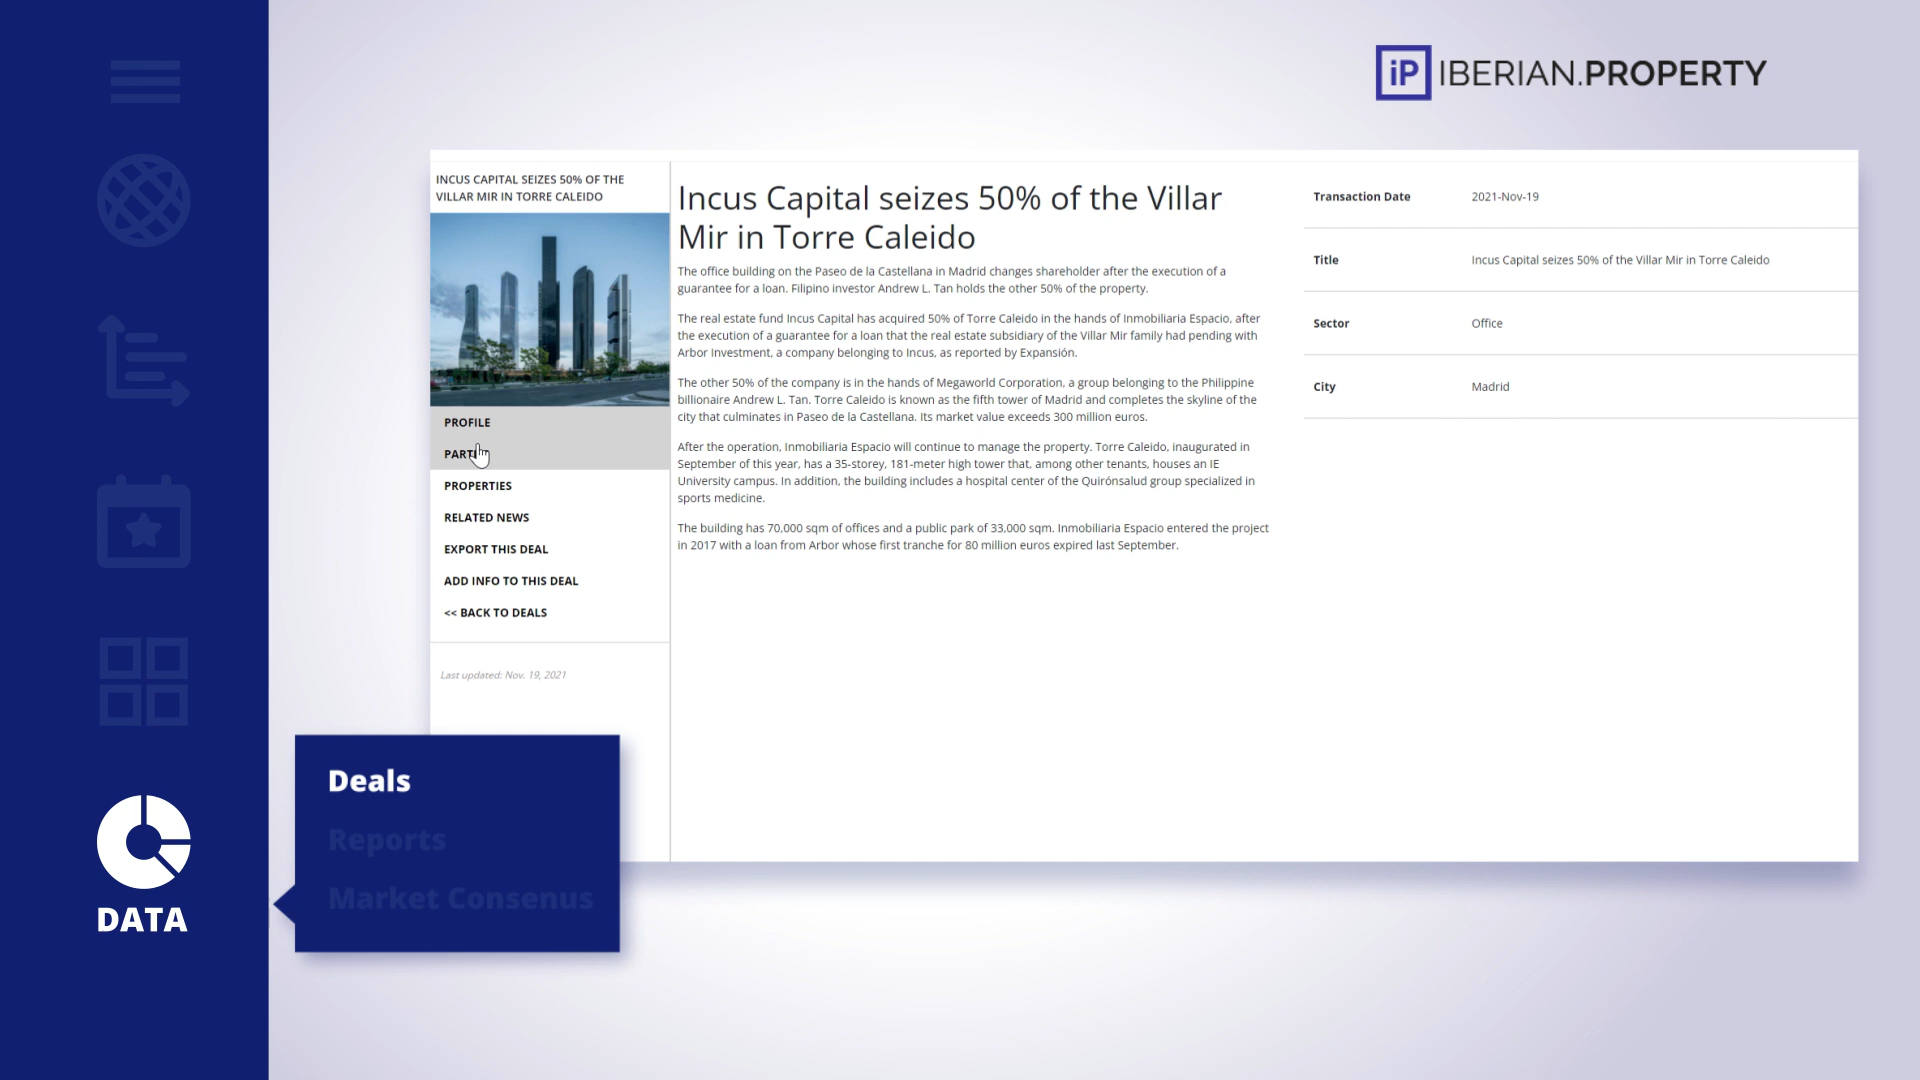 iP IBERIAN.PROPERTY
INCUS CAPITAL SEIZES 50% OF THE
VILLAR MIR IN TORRE CALEIDO
PROFILE
PROPERTIES
RELATED NEWS
EXPORT THIS DEAL
ADD INFO TO THIS DEAL
<< BACK TO DEALS
Last updated: Nov. 19, 2021
Incus Capital seizes 50% of the Villar
Mir in Torre Caleido
The office building on the Paseo de la Castellana in Madrid changes shareholder after the execution of a
guarantee for a loan. Filipino investor Andrew L. Tan holds the other 50% of the property.
The real estate fund Incus Capital has acquired 50% of Torre Caleido in the hands of Inmobiliaria Espacio, after
the execution of a guarantee for a loan that the real estate subsidiary of the Villar Mir family had pending with
Arbor Investment, a company belonging to Incus, as reported by Expansión.
The other 50% of the company is in the hands of Megaworld Corporation, a group belonging to the Philippine
billionaire Andrew L. Tan. Torre Caleido is known as the fifth tower of Madrid and completes the skyline of the
city that culminates in Paseo de la Castellana. Its market value exceeds 300 million euros.
After the operation, Inmobiliaria Espacio will continue to manage the property. Torre Caleido, inaugurated in
September of this year, has a 35-storey, 181-meter high tower that, among other tenants, houses an IE
University campus. In addition, the building includes a hospital center of the Quirónsalud group specialized in
sports medicine.
The building has 70,000 sqm of offices and a public park of 33,000 sqm. Inmobiliaria Espacio entered the project
in 2017 with a loan from Arbor whose first tranche for 80 million euros expired last September.
Transaction Date 2021-Nov-19
Title Incus Capital seizes 50% of the Villar Mir in Torre Caleido
Sector Office
City Madrid
Deals
Reports
Market Consenus
DATA